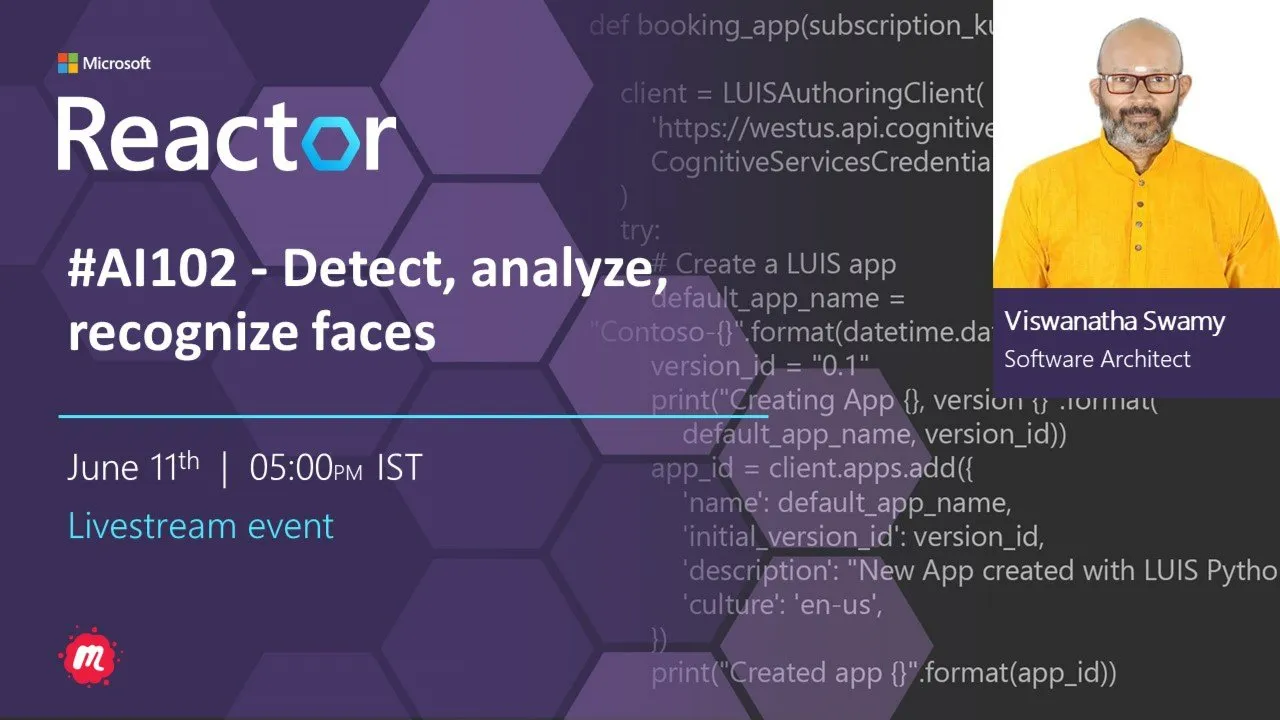 Microsoft
Reactor
#AI102 - Detect, analyze,
recognize faces
June 11th | 05:00PM IST
Livestream event
m
def booking_app(subscription_
client = LUISAuthoringClient(
'https://westus.api.cognitive
CognitiveServicesCredentia
)
try:
# Create a LUIS app
default_app_name =
"Contoso-{}".format(datetime.da
version_id = "0.1"
print("Creating App {}, version {}".format(
default_app_name, version_id))
app_id = client.apps.add({
'name': default_app_name,
'initial_version_id': version_id,
'description': "New App created with LUIS Pytho
'culture': 'en-us',
})
print("Created app {}".format(app_id))
Viswanatha Swamy
Software Architect